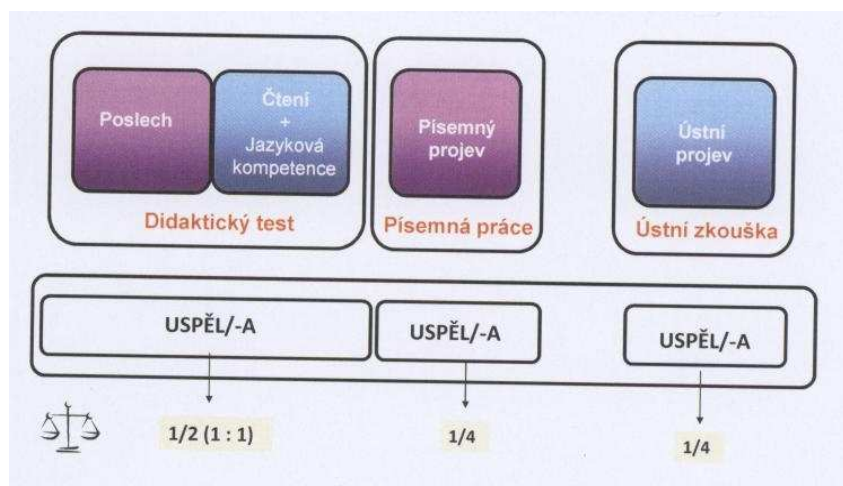 Poslech
Čtení
+
Jazyková
kompetence
Didaktický test
Písemný
projev
Písemná práce
Ústní
projev
Ústní zkouška
USPĚL/-A
USPĚL/-A
USPĚL/-A
1/2 (1 : 1)
1/4
1/4